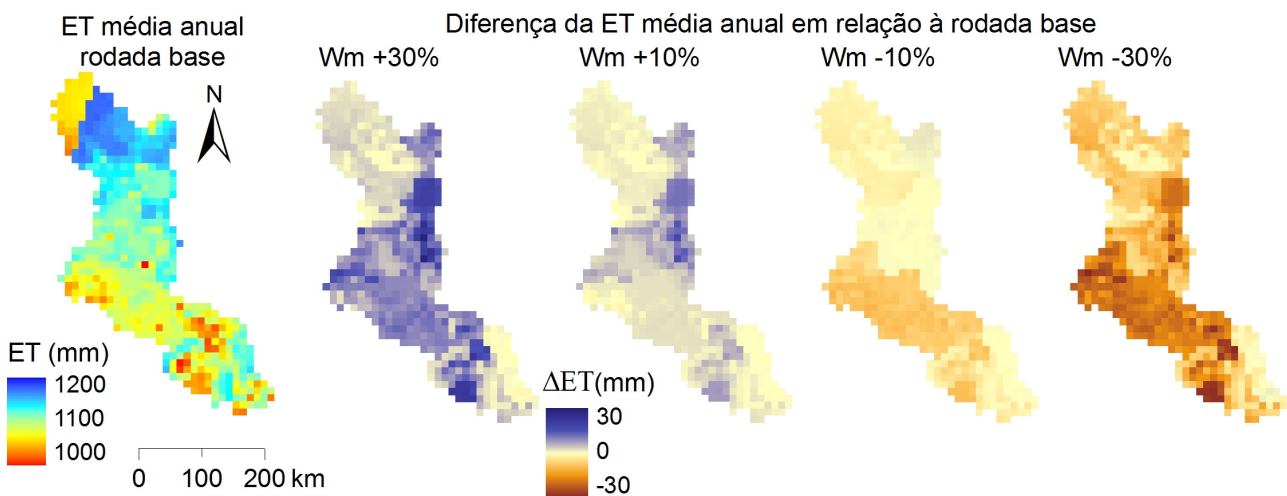 ET média anual
rodada base
Diferença da ET média anual em relação à rodada base
Wm +30%
Wm +10%
Wm -10%
Wm -30%
N
ET (mm)
1200
1100
1000
0
100
200 km
ΔET(mm)
30
0
-30